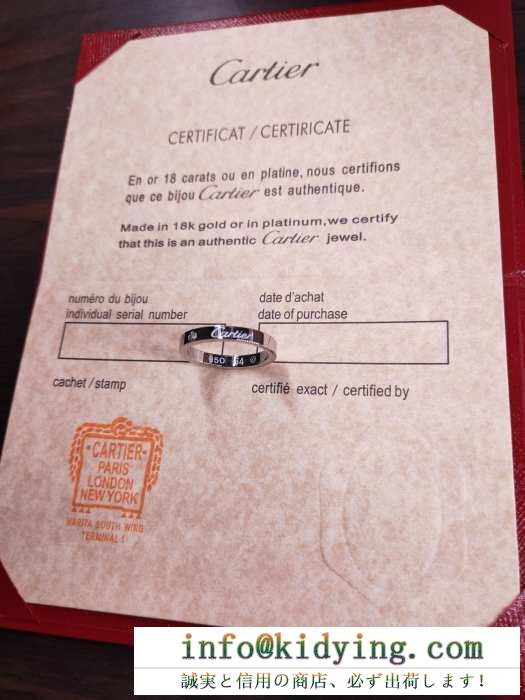 Cartier
CERTIFICAT / CERTIRICATE
En or 18 carats ou en platine, nous certifions
que ce bijou Cartier est authentique.
Made in 18k gold or in platinum,we certify
that this is an authentic Cartier jewel.
numéro du bijou
individual serial number
date d'achat
date of purchase
Cartier
950 54
cachet / stamp
certifié exact / certified by
-CARTIER-
PARIS
LONDON
NEW YORK
NARITA SOUTH WING
TERMINAL 1
info@kidying.com
誠実と信用の商店、必ず出荷します!